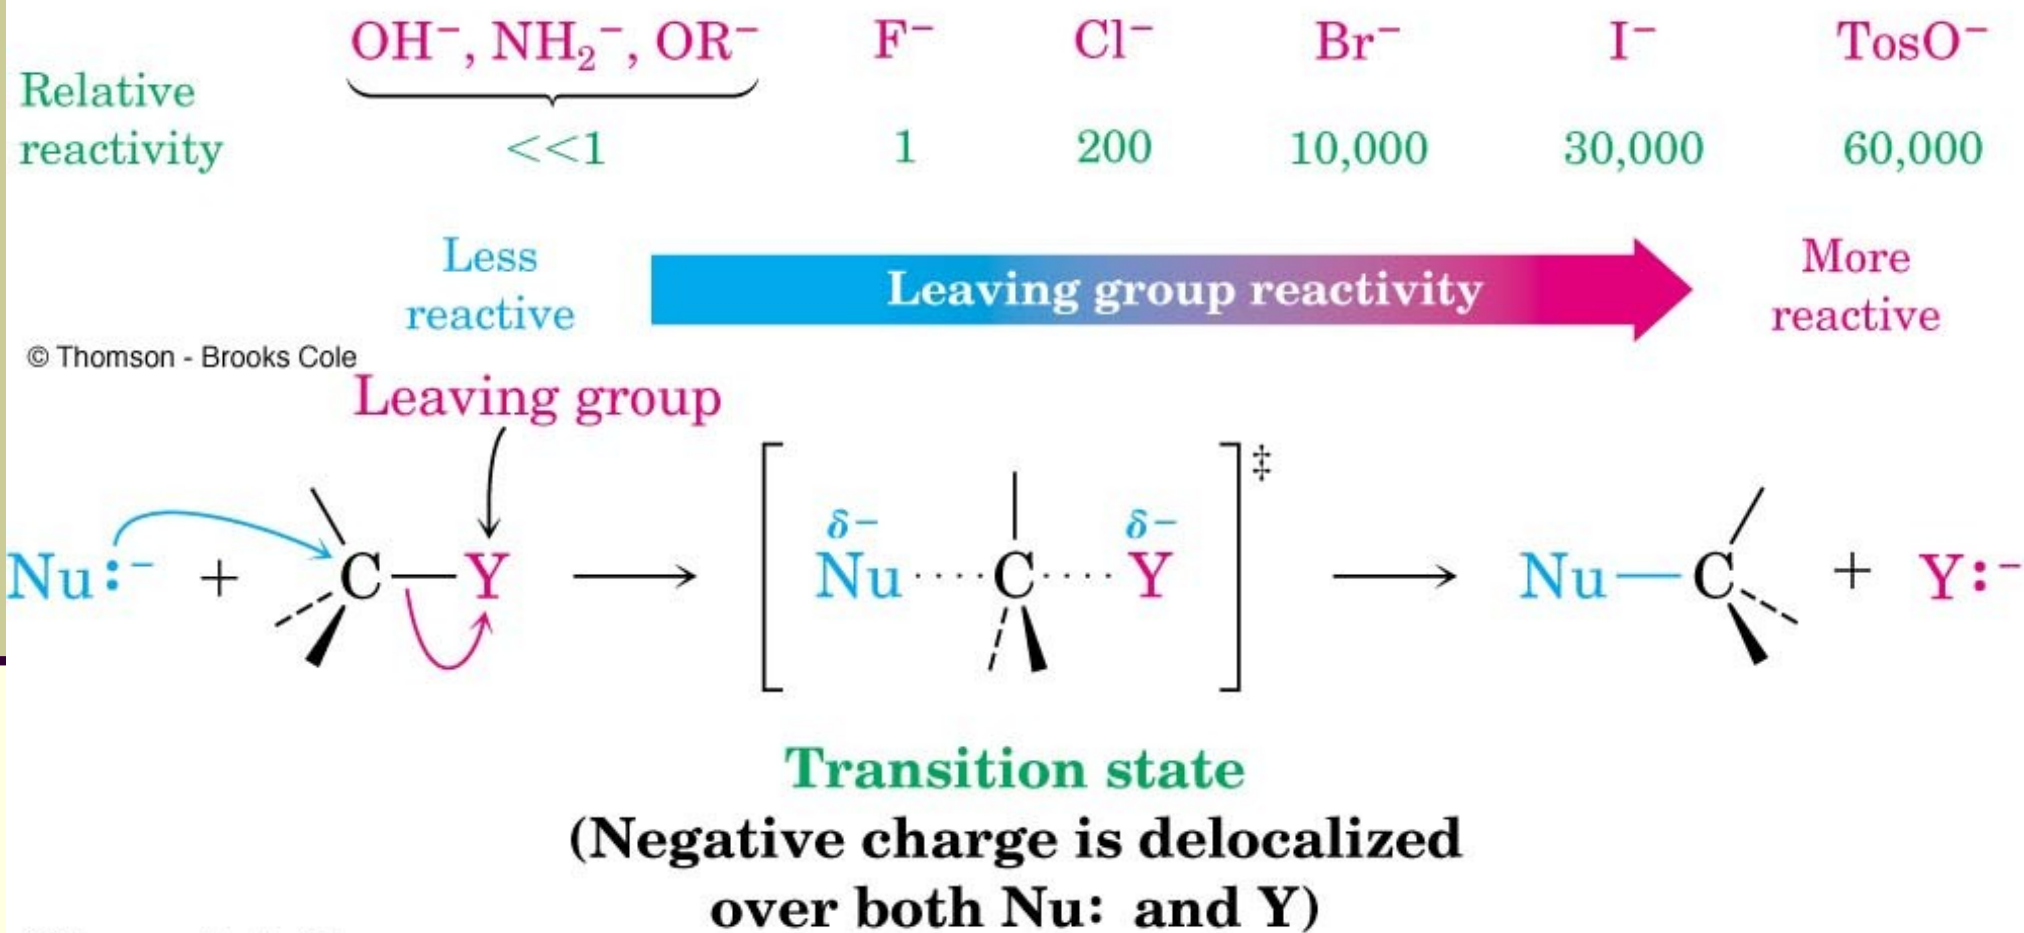 OH⁻, NH₂⁻, OR⁻ F⁻ Cl⁻ Br⁻ I⁻ TosO⁻
Relative
reactivity <<1 1 200 10,000 30,000 60,000
Less
reactive
Leaving group reactivity
More
reactive
© Thomson - Brooks Cole
Leaving group
Nu:⁻ + C—Y → [δ− Nu····C····Y δ−]‡ → Nu—C + Y:⁻
Transition state
(Negative charge is delocalized
over both Nu: and Y)